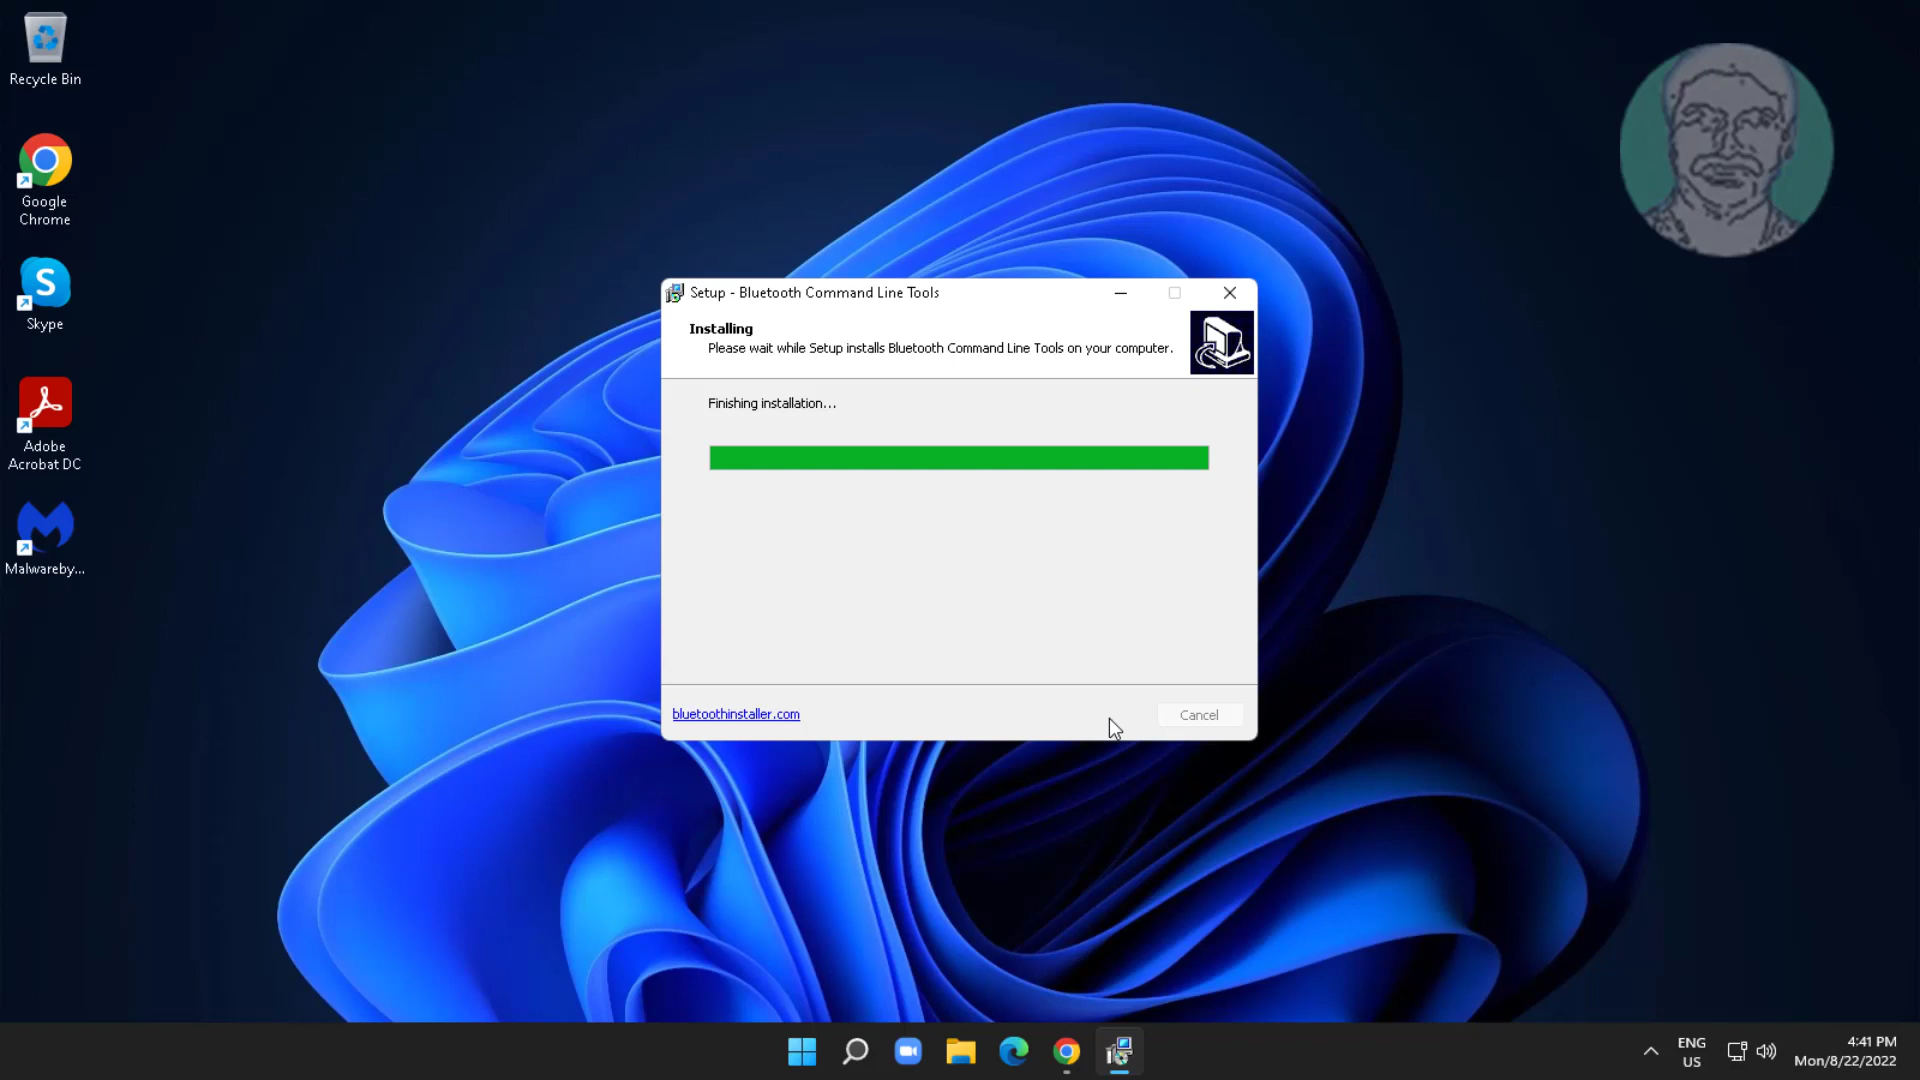 Recycle Bin
Google
Chrome
Skype
Adobe
Acrobat DC
Malwareby...
Setup - Bluetooth Command Line Tools
Installing
Please wait while Setup installs Bluetooth Command Line Tools on your computer.
Finishing installation...
bluetoothinstaller.com
Cancel
ENG
US
4:41 PM
Mon/8/22/2022